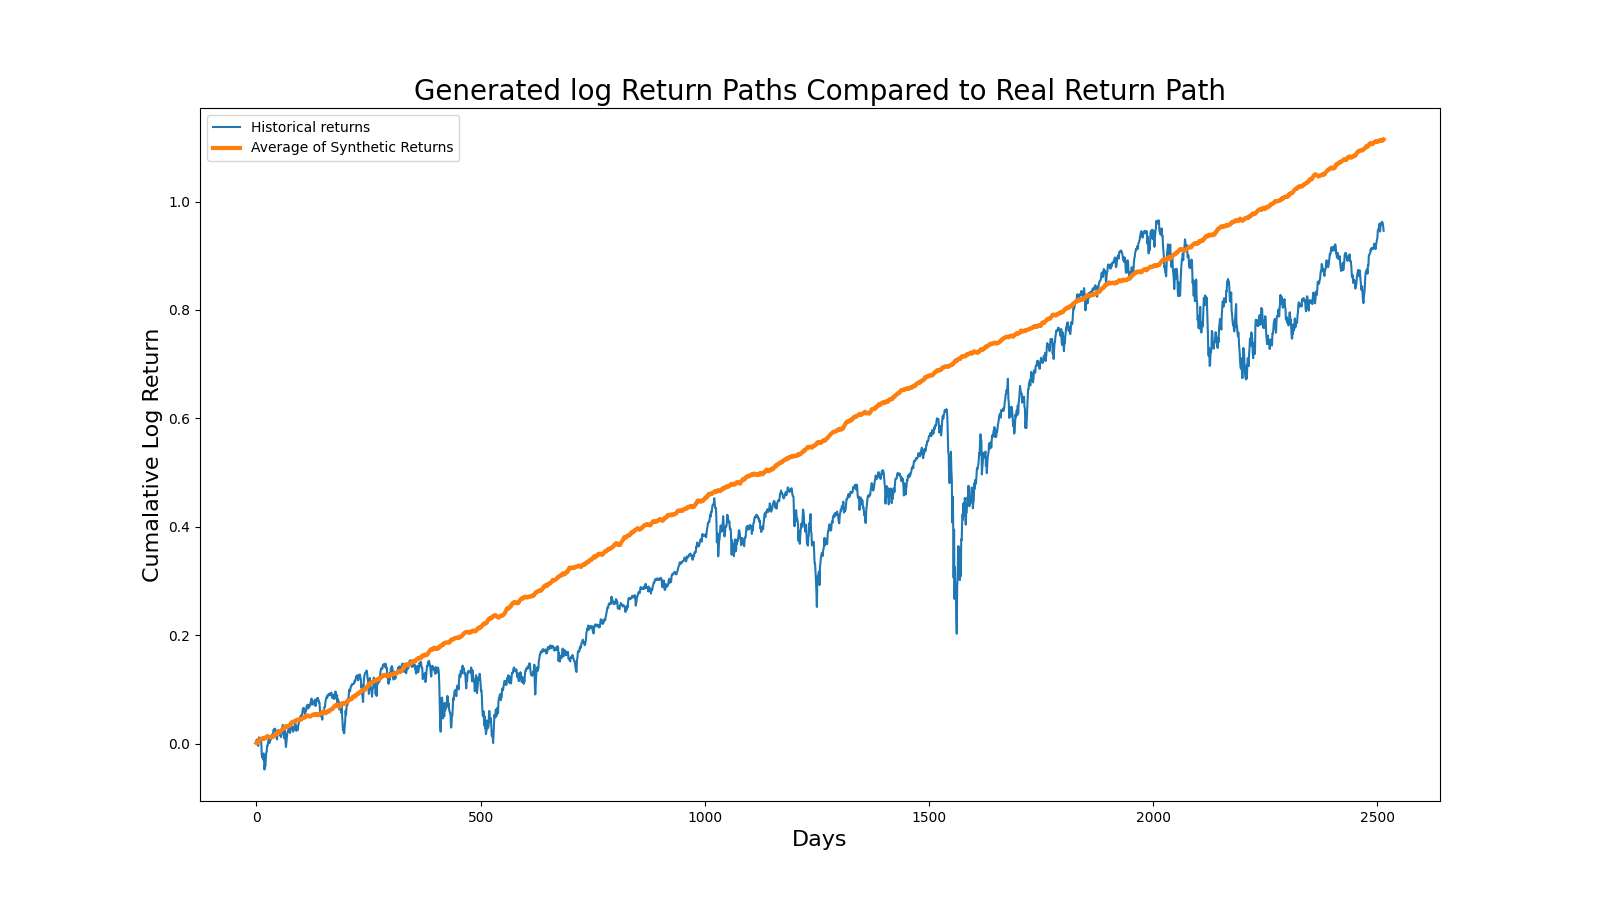 Generated log Return Paths Compared to Real Return Path
Historical returns
Average of Synthetic Returns
Cumalative Log Return
1.0
0.8
0.6
0.4
0.2
0.0
0 500 1000 1500 2000 2500
Days